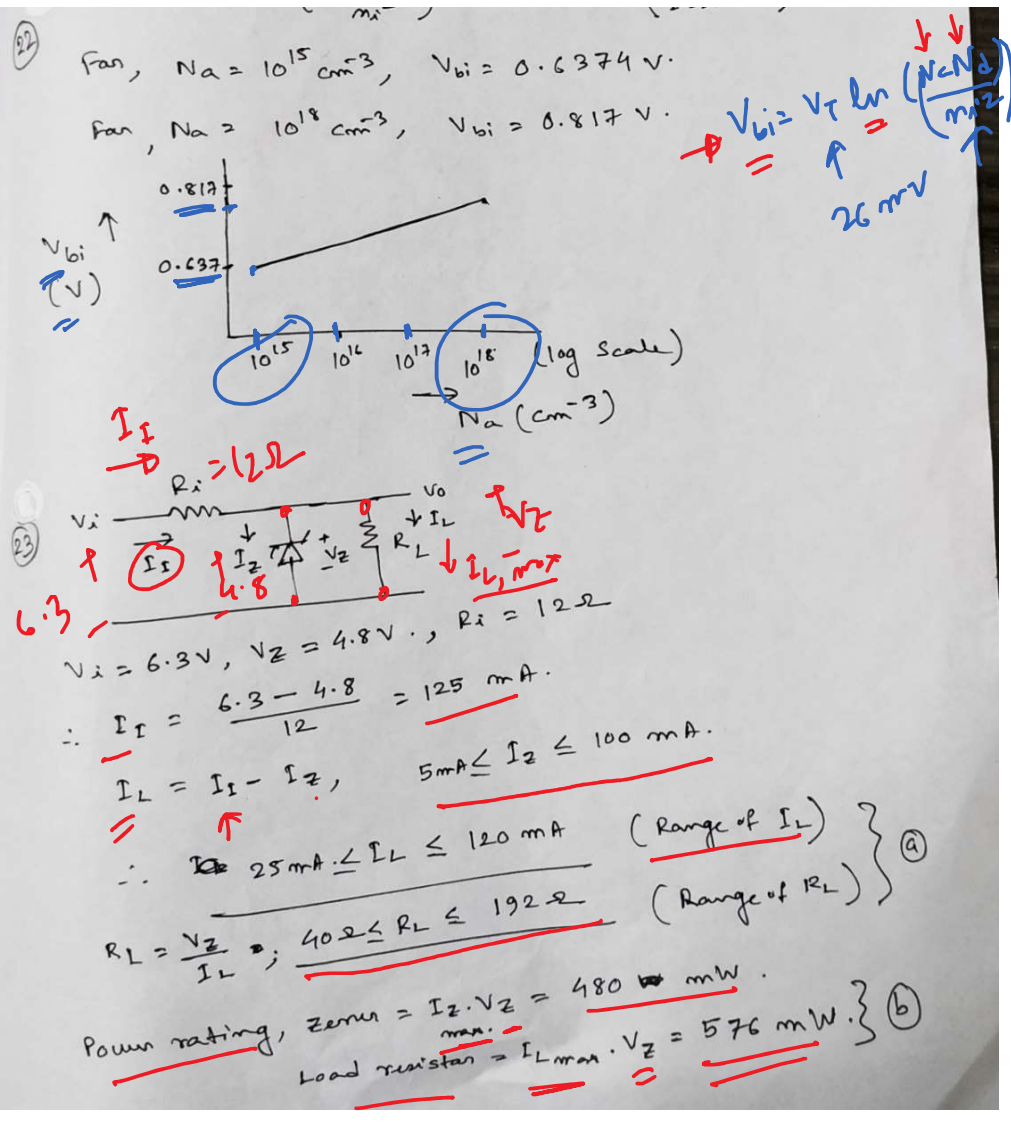 (22)
For, Na = 10^15 cm^-3, Vbi = 0.6374 V.
For, Na = 10^18 cm^-3, Vbi = 0.817 V.
→ Vbi = VT ln (NaNd/ni^2)
26 mV
0.817
Vbi ↑
(V)
0.637
10^15 10^16 10^17 10^18 (log scale)
→ Na (cm^-3)
II
→
Ri = 12Ω
(23)
Vi Vo
II IZ + VZ - RL ↓ IL VZ
4.8 ↓ IL, max
6.3
Vi = 6.3V, VZ = 4.8V., Ri = 12Ω
∴ II = (6.3 - 4.8)/12 = 125 mA.
IL = II - IZ, 5mA ≤ IZ ≤ 100 mA.
∴ 25mA. ≤ IL ≤ 120 mA (Range of IL)
(a)
RL = VZ/IL ; 40Ω ≤ RL ≤ 192Ω (Range of RL)
Power rating, zener = IZ max. VZ = 480 mW.
Load resistan = IL max . VZ = 576 mW. } (b)